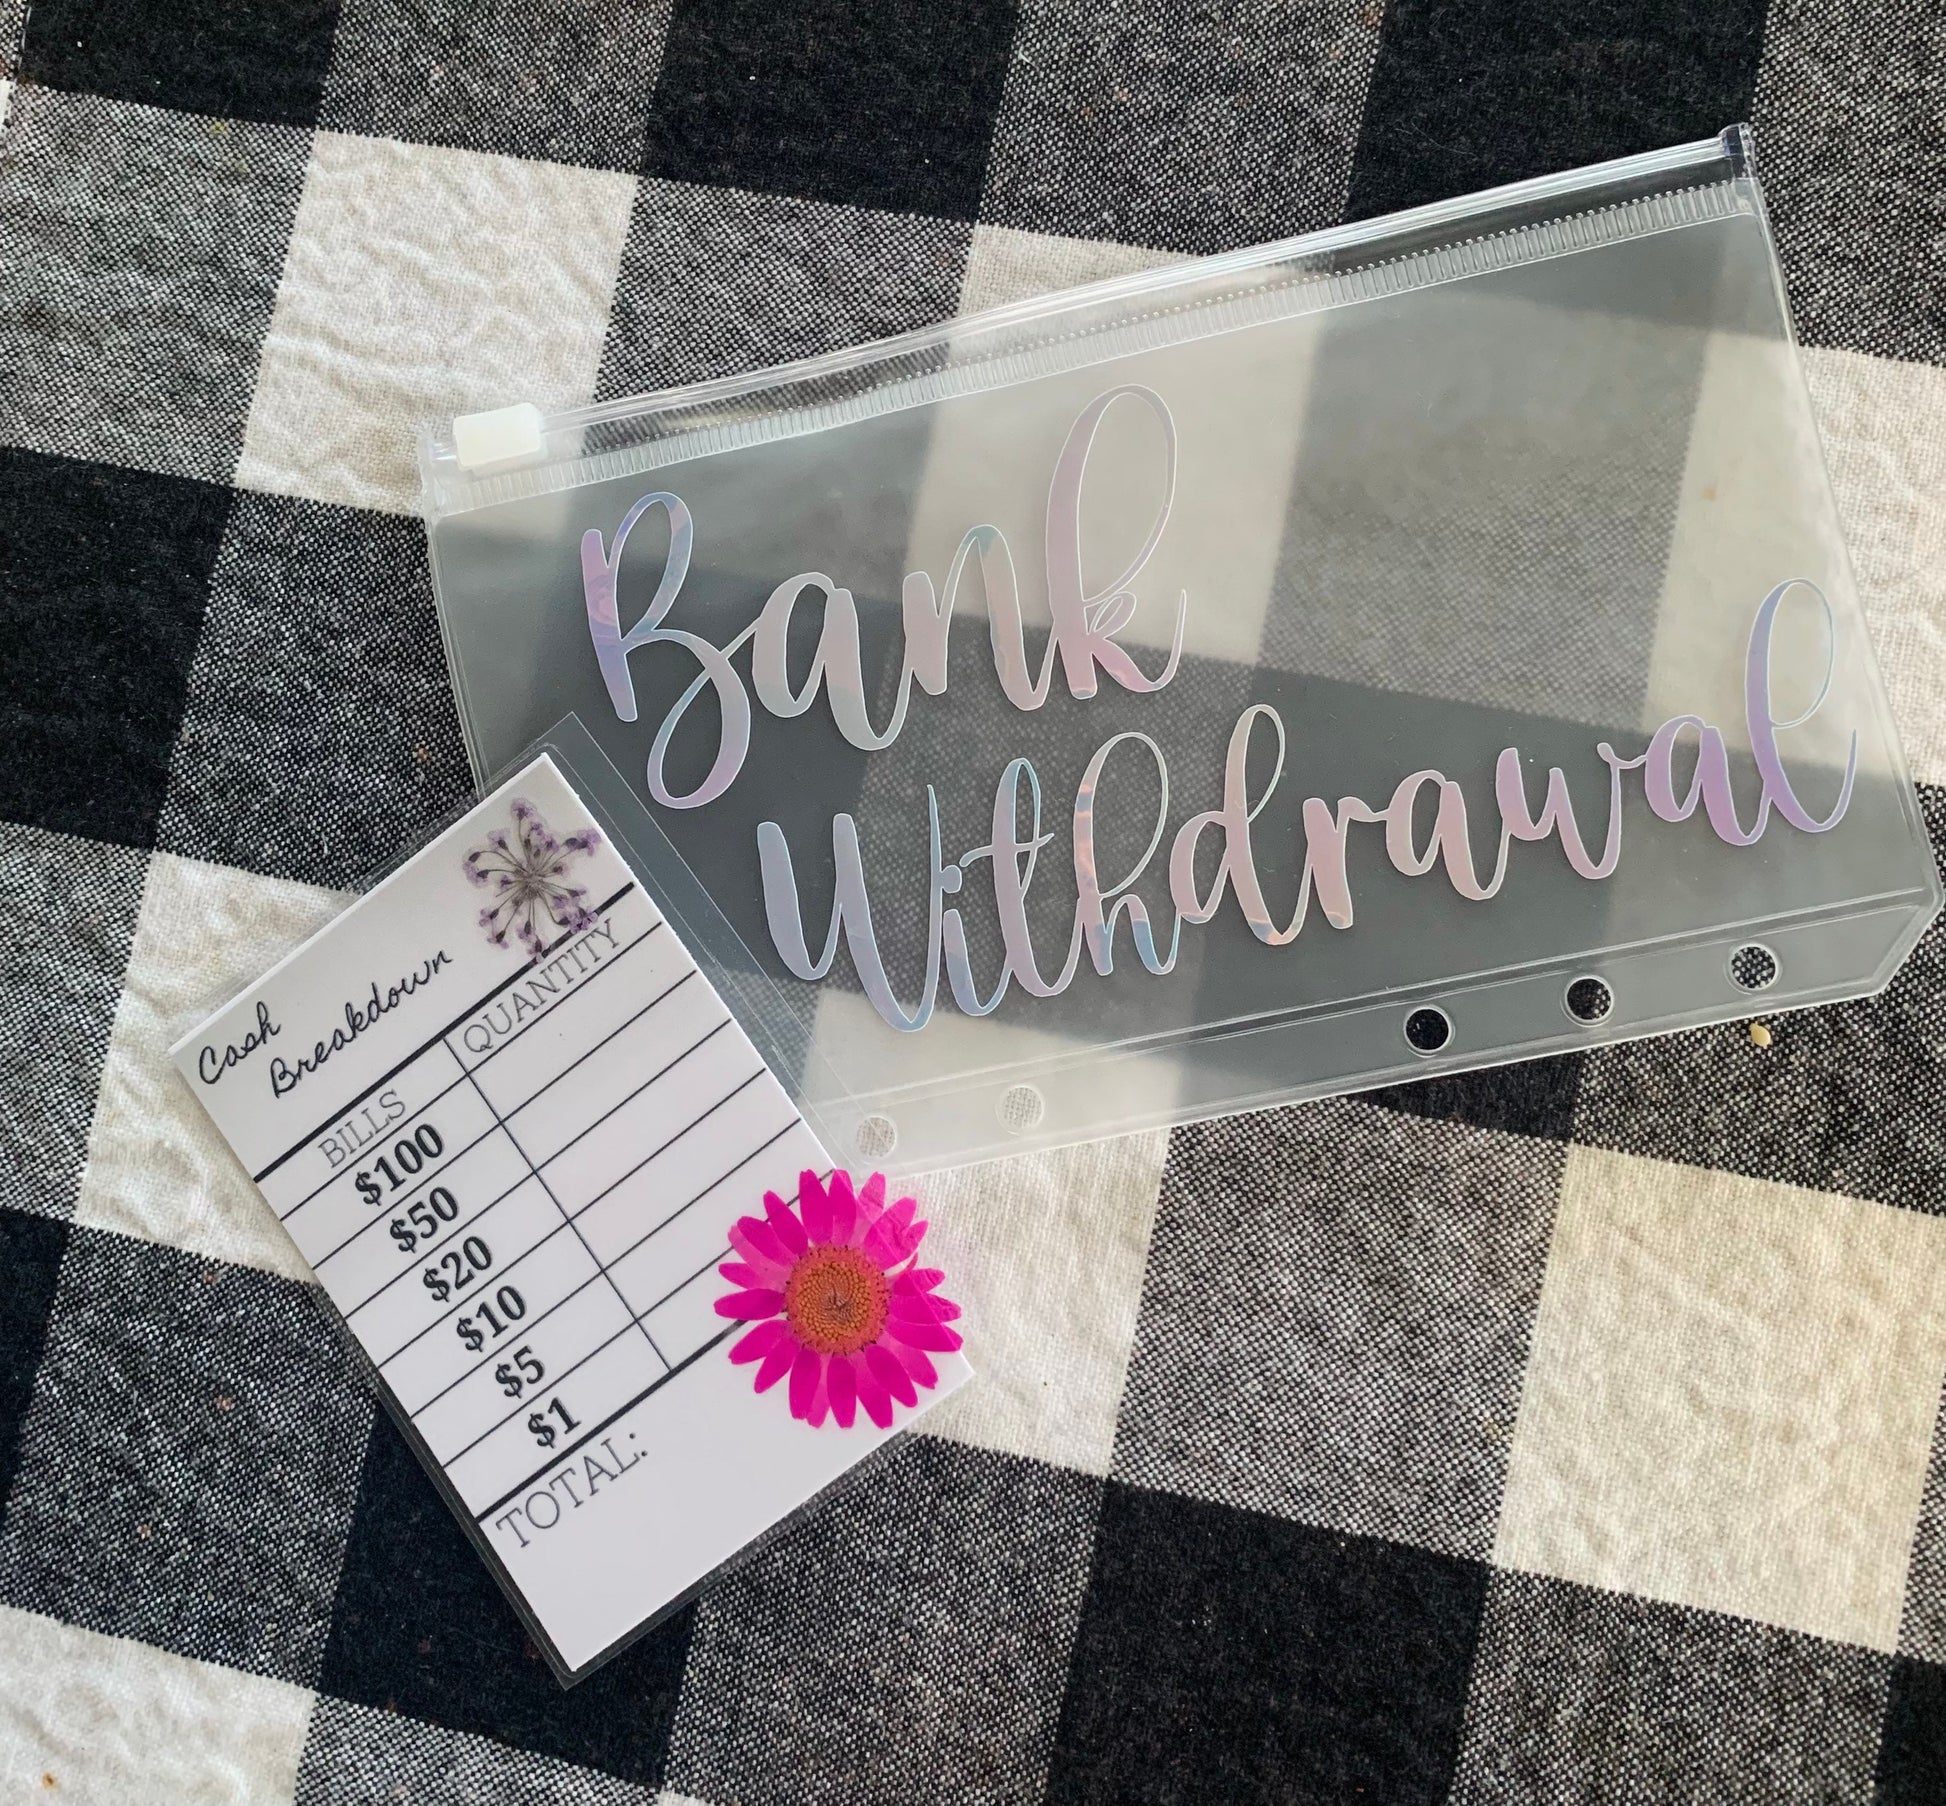 Bank
Withdrawal
Cash
Breakdown
BILLS QUANTITY
$100
$50
$20
$10
$5
$1
TOTAL: